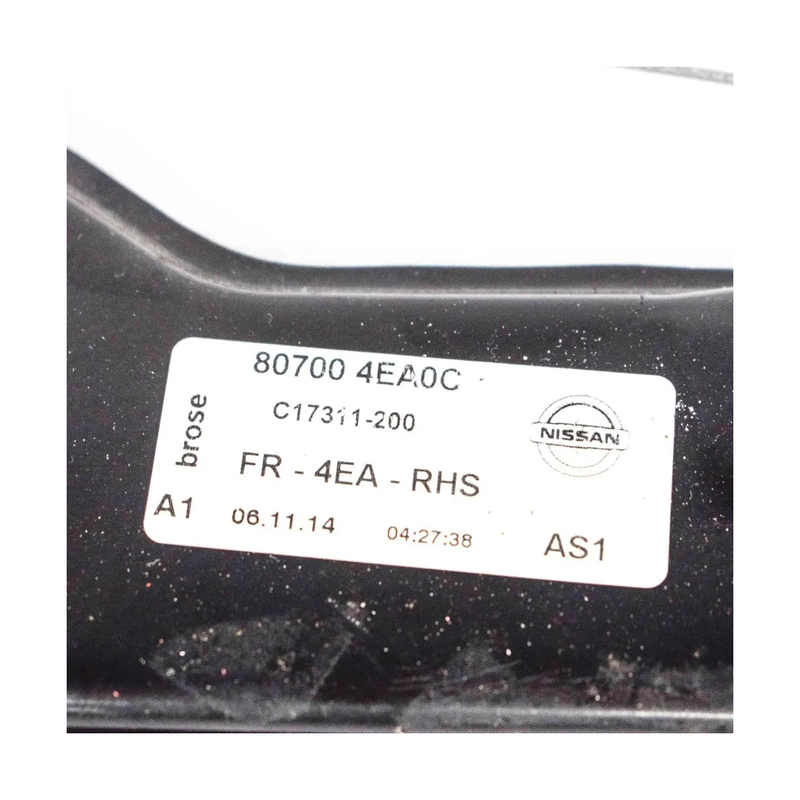 80700 4EA0C
C17311-200
brose
NISSAN
FR - 4EA - RHS
A1 06.11.14 04:27:38 AS1